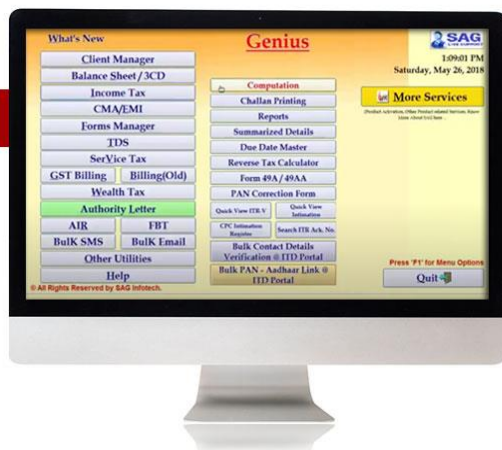 What's New
Client Manager
Balance Sheet / 3CD
Income Tax
CMA/EMI
Forms Manager
TDS
SerVice Tax
GST Billing
Billing(Old)
Wealth Tax
Authority Letter
AIR
FBT
BulK SMS
BulK Email
Other Utilities
Help
© All Rights Reserved by SAG Infotech.
Genius
Computation
Challan Printing
Reports
Summarized Details
Due Date Master
Reverse Tax Calculator
Form 49A / 49AA
PAN Correction Form
Quick View ITR-V
Quick View
Intimation
CPC Intimation
Register
Search ITR Ack. No.
Bulk Contact Details
Verification @ ITD Portal
Bulk PAN - Aadhaar Link @
ITD Portal
SAG
LIVE SUPPORT
1:09:01 PM
Saturday, May 26, 2018
More Services
Press 'F1' for Menu Options
Quit